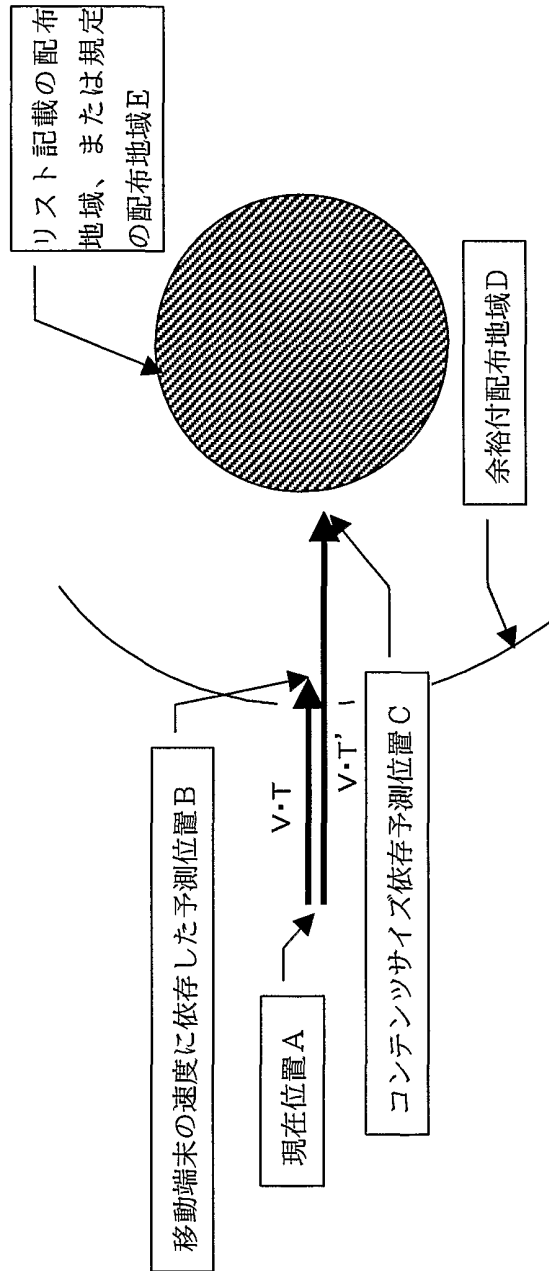 リスト記載の配布
地域、または規定
の配布地域E
移動端末の速度に依存した予測位置B
V・T
V・T'
現在位置A
コンテンツサイズ依存予測位置C
余裕付配布地域D